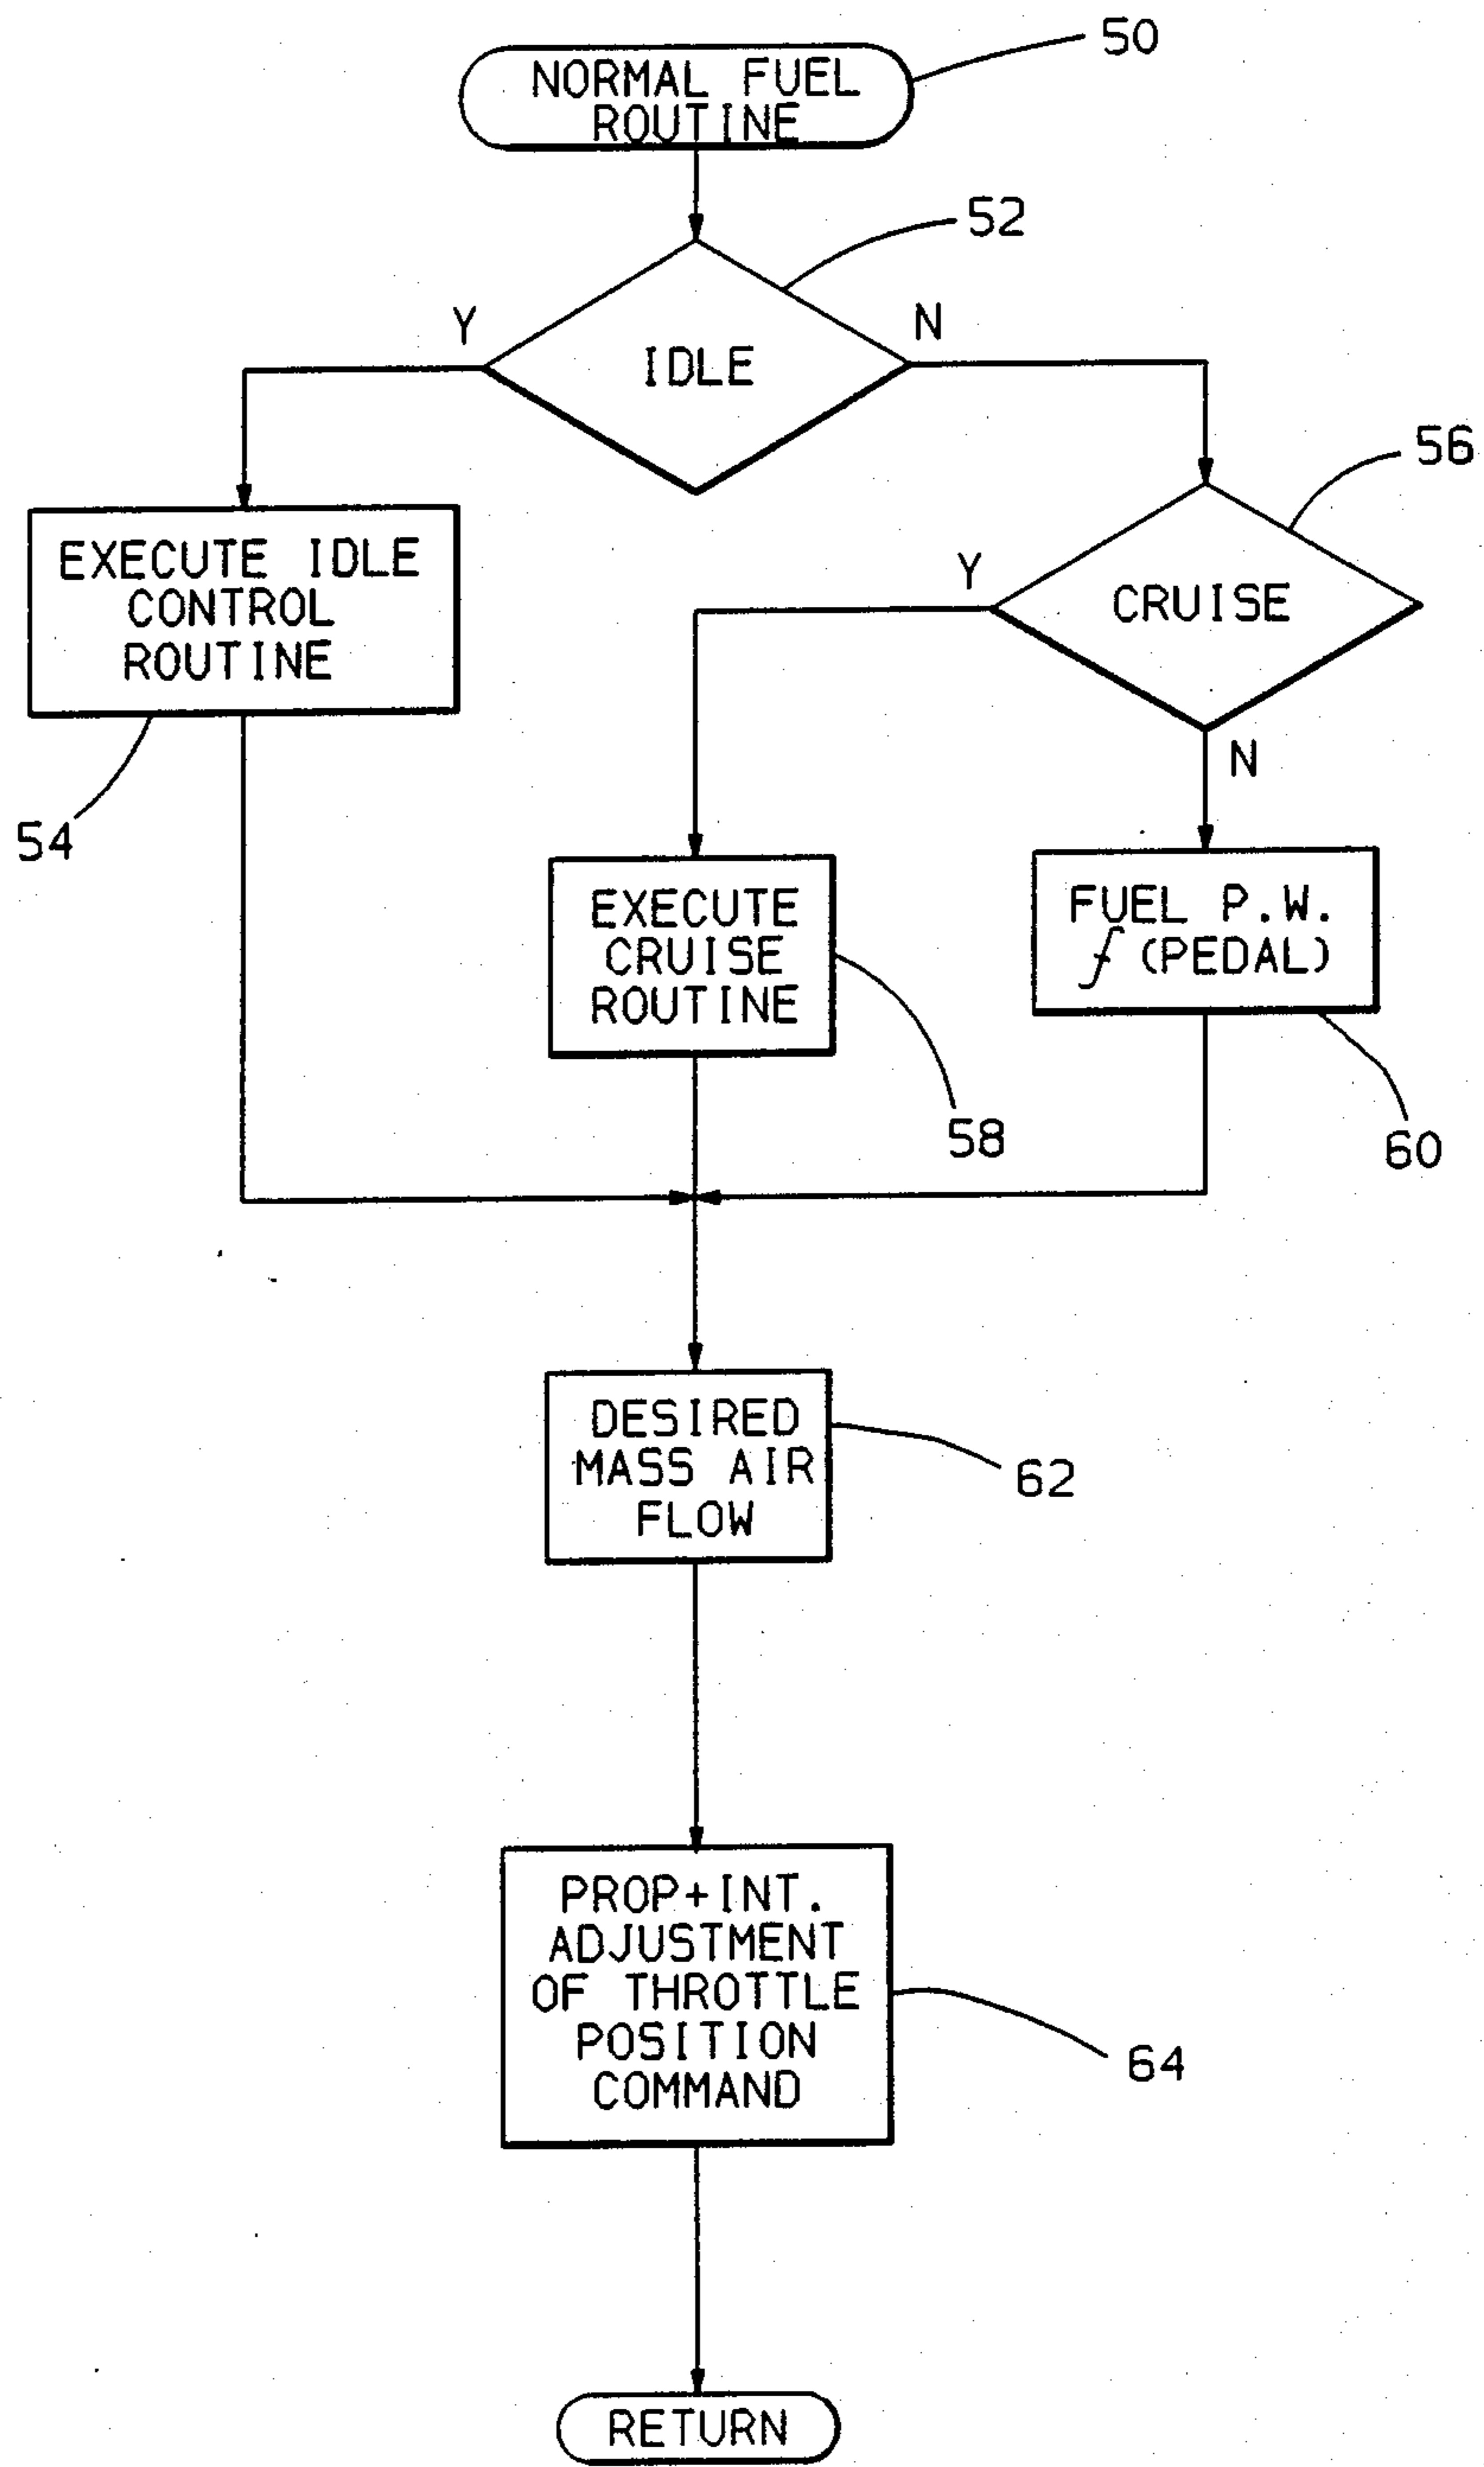 50
NORMAL FUEL
ROUTINE
52
Y
N
IDLE
56
EXECUTE IDLE
CONTROL
ROUTINE
Y
CRUISE
N
54
EXECUTE
CRUISE
ROUTINE
FUEL P.W.
ƒ (PEDAL)
58
60
DESIRED
MASS AIR
FLOW
62
PROP+INT.
ADJUSTMENT
OF THROTTLE
POSITION
COMMAND
64
RETURN